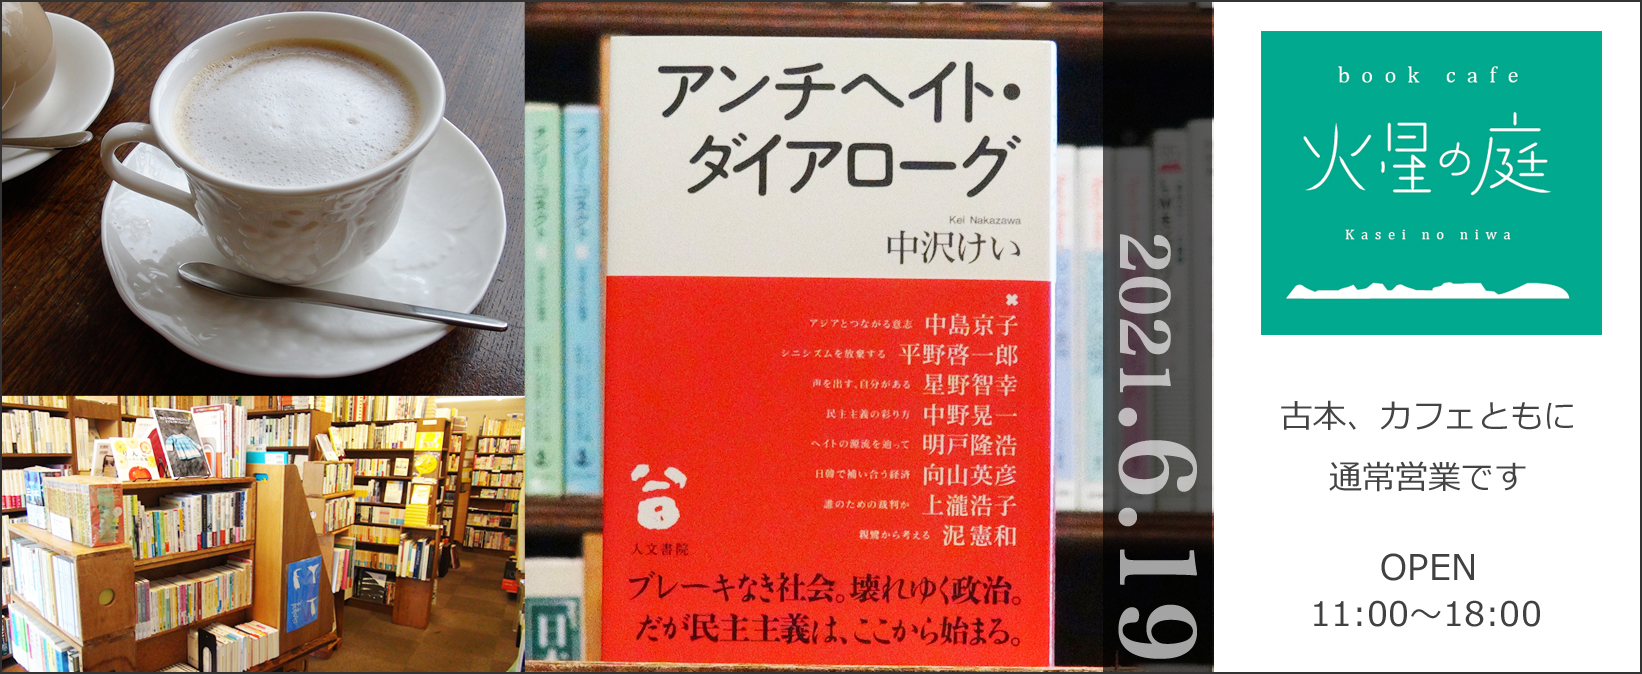 アンチヘイト・
ダイアローグ
Kei Nakazawa
中沢けい
アジアとつながる意志 中島京子
シニシズムを放棄する 平野啓一郎
声を出す、自分がある 星野智幸
民主主義の彩り方 中野晃一
ヘイトの源流を辿って 明戸隆浩
日韓で補い合う経済 向山英彦
誰のための裁判か 上瀧浩子
親鸞から考える 泥憲和
人文書院
ブレーキなき社会。壊れゆく政治。
だが民主主義は、ここから始まる。
2021.6.19
book cafe
火星の庭
Kasei no niwa
古本、カフェともに
通常営業です
OPEN
11:00～18:00